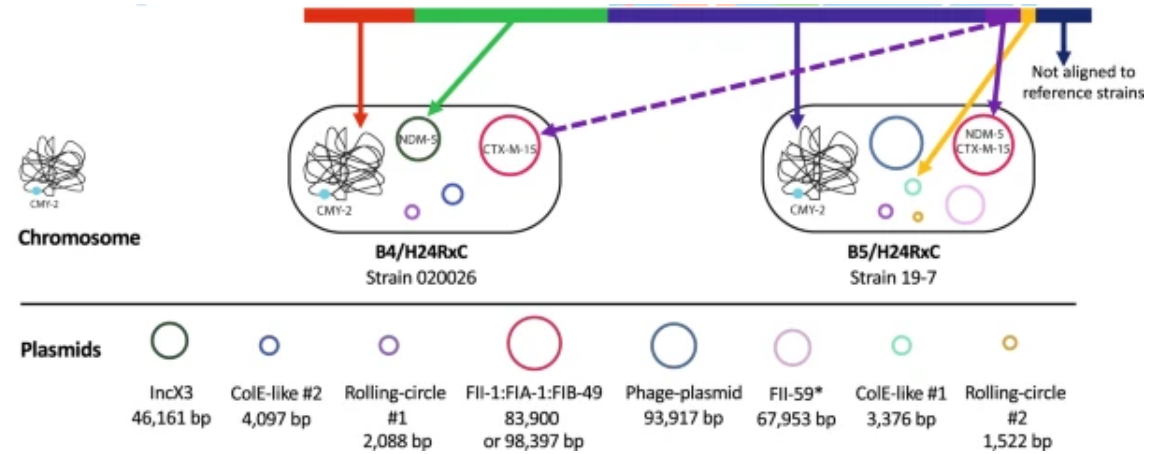 Not aligned to
reference strains
NDM-5
CTX-M-15
NDM-5
CTX-M-15
CMY-2
CMY-2
CMY-2
Chromosome
B4/H24RxC
Strain 020026
B5/H24RxC
Strain 19-7
Plasmids
IncX3
46,161 bp
ColE-like #2
4,097 bp
Rolling-circle
#1
2,088 bp
FII-1:FIA-1:FIB-49
83,900
or 98,397 bp
Phage-plasmid
93,917 bp
FII-59*
67,953 bp
ColE-like #1
3,376 bp
Rolling-circle
#2
1,522 bp